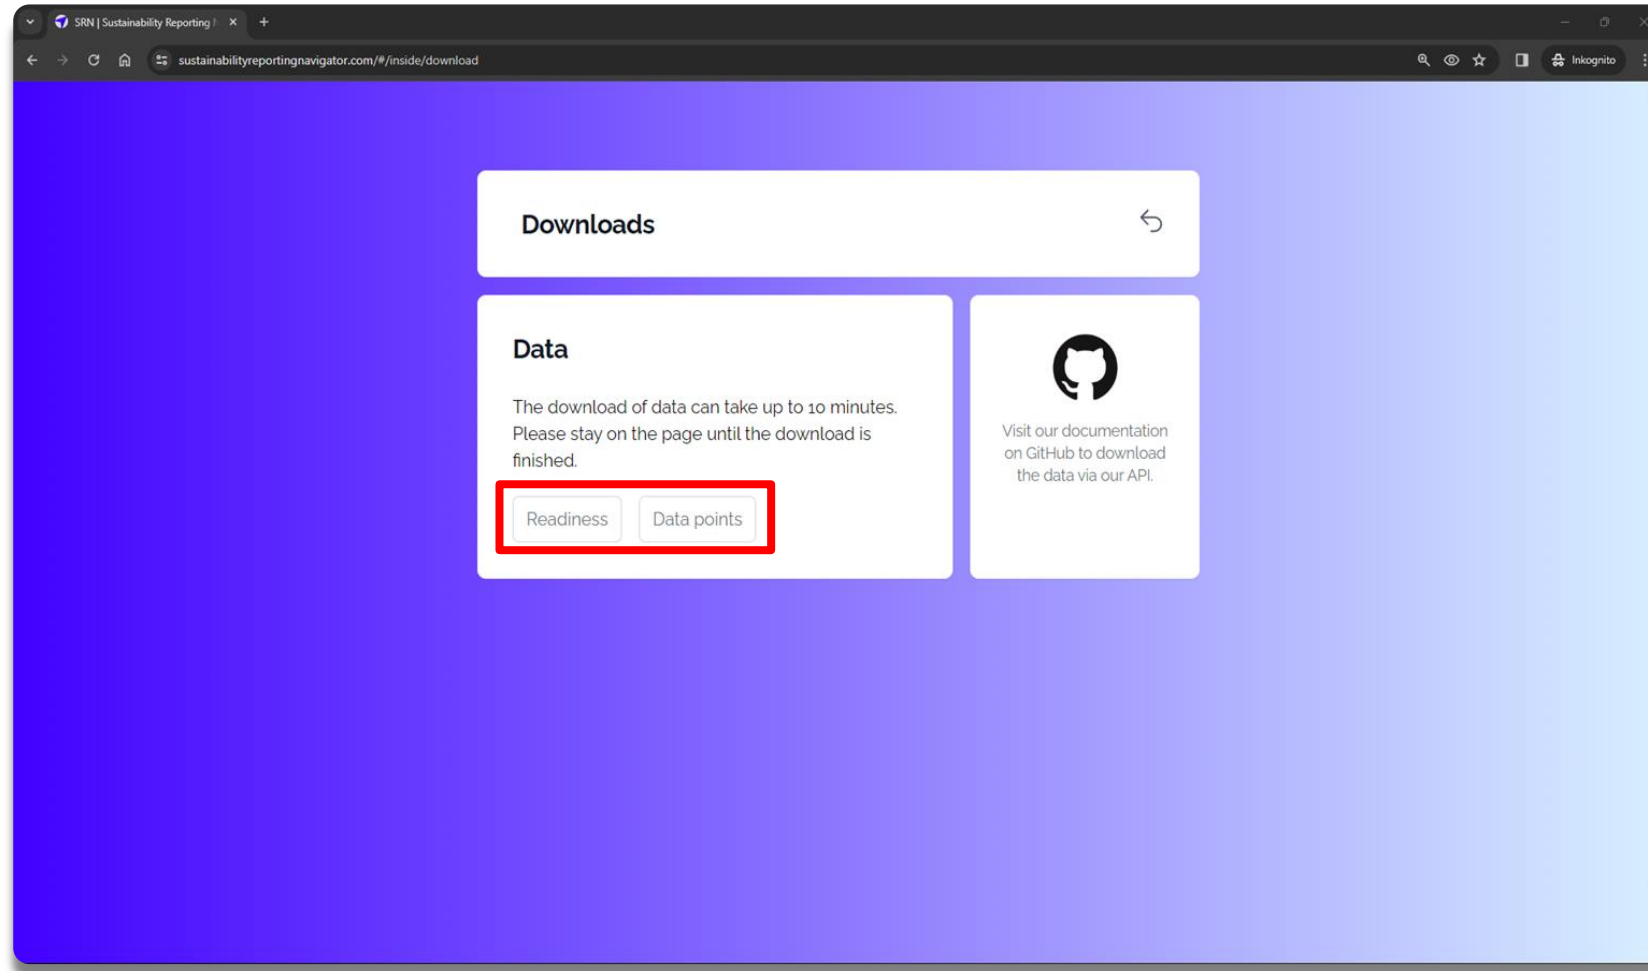 SRN | Sustainability Reporting
sustainabilityreportingnavigator.com/#/inside/download
Inkognito
Downloads
Data
The download of data can take up to 10 minutes.
Please stay on the page until the download is
finished.
Readiness
Data points
Visit our documentation
on GitHub to download
the data via our API.